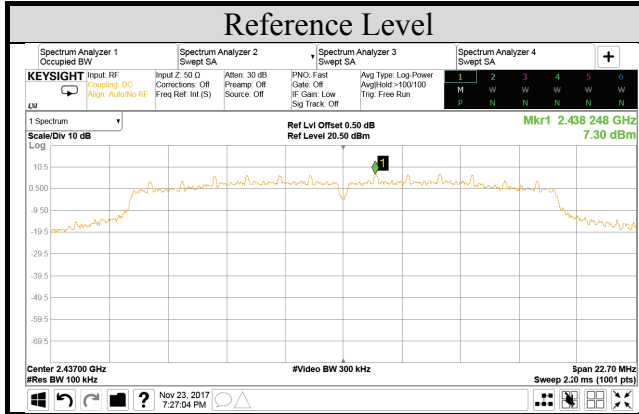 Reference Level
Spectrum Analyzer 1
Occupied BW
Spectrum Analyzer 2
Swept SA
Spectrum Analyzer 3
Swept SA
Spectrum Analyzer 4
Swept SA
KEYSIGHT
Input: RF
Coupling: DC
Align: Auto/No RF
Input Z: 50 Ω
Corrections: Off
Freq Ref: Int (S)
Atten: 30 dB
Preamp: Off
Source: Off
PNO: Fast
Gate: Off
IF Gain: Low
Sig Track: Off
Avg Type: Log-Power
Avg|Hold:>100/100
Trig: Free Run
1 2 3 4 5 6
M W W W W W
P N N N N N
LXI
1 Spectrum
Scale/Div 10 dB
Log
Ref Lvl Offset 0.50 dB
Ref Level 20.50 dBm
Mkr1 2.438 248 GHz
7.30 dBm
1
10.5
0.500
-9.50
-19.5
-29.5
-39.5
-49.5
-59.5
-69.5
Center 2.43700 GHz
#Res BW 100 kHz
#Video BW 300 kHz
Span 22.70 MHz
Sweep 2.20 ms (1001 pts)
?
Nov 23, 2017
7:27:04 PM